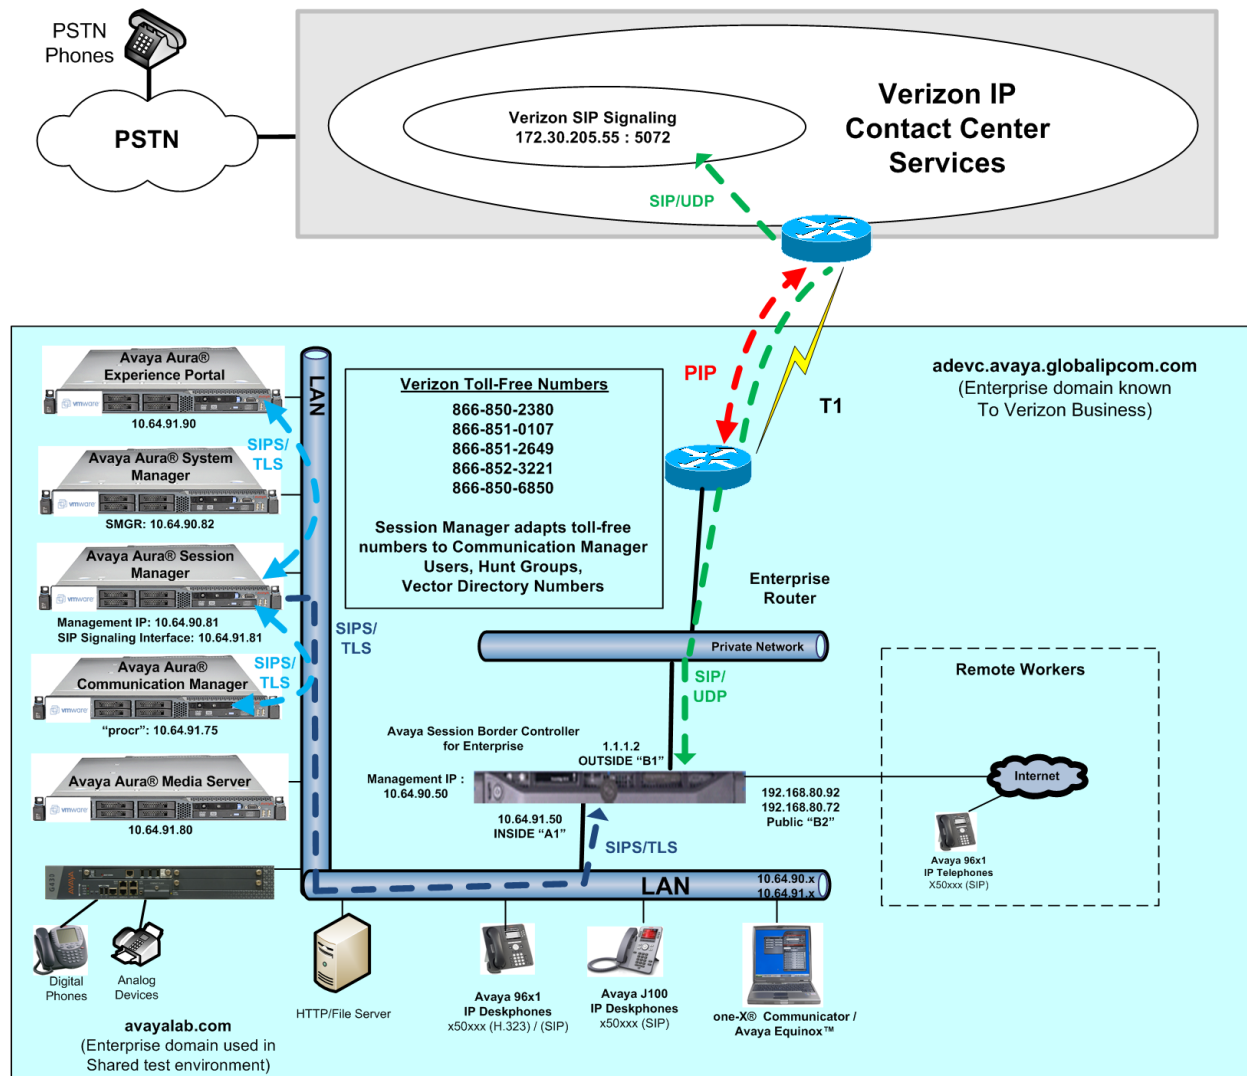 PSTN
Phones
PSTN
Verizon SIP Signaling
172.30.205.55 : 5072
Verizon IP
Contact Center
Services
SIP/UDP
PIP
T1
adevc.avaya.globalipcom.com
(Enterprise domain known
To Verizon Business)
Avaya Aura®
Experience Portal
vmware
10.64.91.90
SIPS/
TLS
LAN
Avaya Aura® System
Manager
vmware
SMGR: 10.64.90.82
Avaya Aura® Session
Manager
vmware
Management IP: 10.64.90.81
SIP Signaling Interface: 10.64.91.81
SIPS/
TLS
SIPS/
TLS
Avaya Aura®
Communication Manager
vmware
“procr”: 10.64.91.75
Avaya Aura® Media Server
vmware
10.64.91.80
Verizon Toll-Free Numbers
866-850-2380
866-851-0107
866-851-2649
866-852-3221
866-850-6850
Session Manager adapts toll-free
numbers to Communication Manager
Users, Hunt Groups,
Vector Directory Numbers
Enterprise
Router
Private Network
SIP/
UDP
Avaya Session Border Controller
for Enterprise
1.1.1.2
OUTSIDE “B1”
Management IP :
10.64.90.50
10.64.91.50
INSIDE “A1”
SIPS/TLS
192.168.80.92
192.168.80.72
Public “B2”
Remote Workers
Internet
Avaya 96x1
IP Telephones
X50xxx (SIP)
LAN
10.64.90.x
10.64.91.x
G430
Digital
Phones
Analog
Devices
avayalab.com
(Enterprise domain used in
Shared test environment)
HTTP/File Server
Avaya 96x1
IP Deskphones
x50xxx (H.323) / (SIP)
Avaya J100
IP Deskphones
x50xxx (SIP)
one-X® Communicator /
Avaya Equinox™